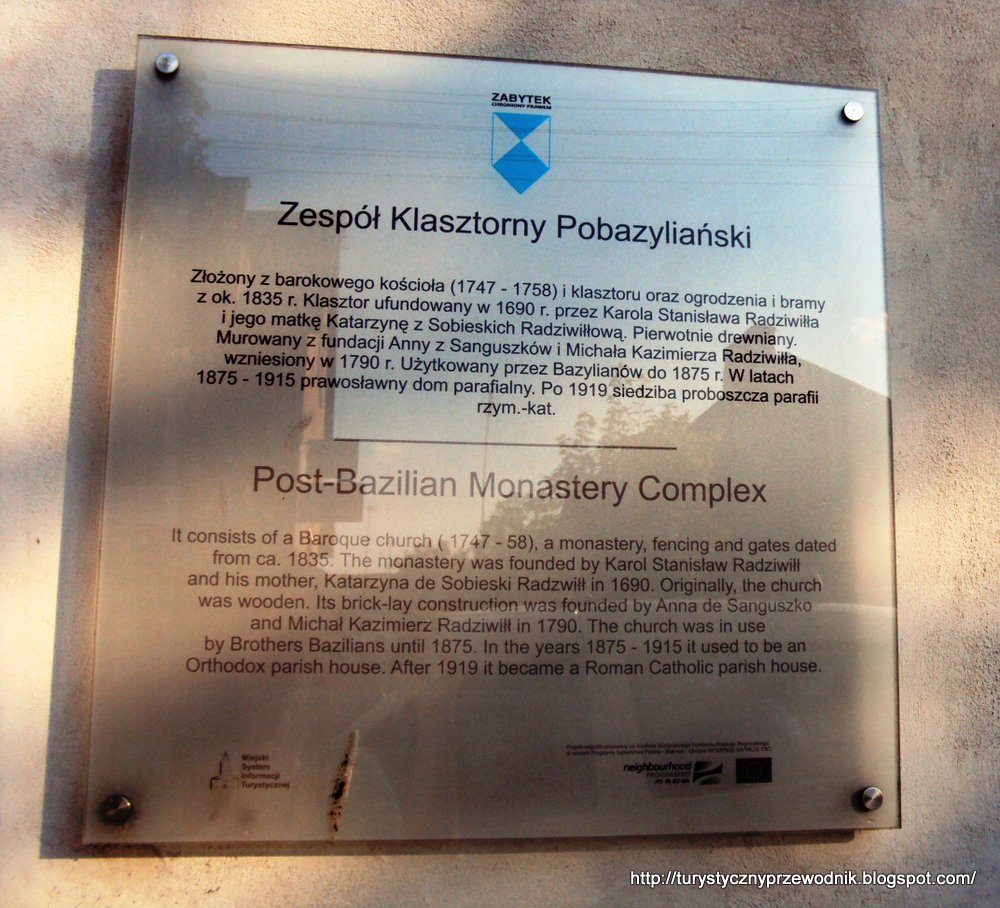 ZABYTEK
CHRONIONY PRAWEM
Zespół Klasztorny Pobazyliański
Złożony z barokowego kościoła (1747 - 1758) i klasztoru oraz ogrodzenia i bramy
z ok. 1835 r. Klasztor ufundowany w 1690 r. przez Karola Stanisława Radziwiłła
i jego matkę Katarzynę z Sobieskich Radziwiłłową. Pierwotnie drewniany.
Murowany z fundacji Anny z Sanguszków i Michała Kazimierza Radziwiłła,
wzniesiony w 1790 r. Użytkowany przez Bazylianów do 1875 r. W latach
1875 - 1915 prawosławny dom parafialny. Po 1919 siedziba proboszcza parafii
rzym.-kat.
Post-Bazilian Monastery Complex
It consists of a Baroque church ( 1747 - 58), a monastery, fencing and gates dated
from ca. 1835. The monastery was founded by Karol Stanisław Radziwiłł
and his mother, Katarzyna de Sobieski Radzwiłł in 1690. Originally, the church
was wooden. Its brick-lay construction was founded by Anna de Sanguszko
and Michał Kazimierz Radziwiłł in 1790. The church was in use
by Brothers Bazilians until 1875. In the years 1875 - 1915 it used to be an
Orthodox parish house. After 1919 it became a Roman Catholic parish house.
Miejski
System
Informacji
Turystycznej
neighbourhood
PROGRAMME
http://turystycznyprzewodnik.blogspot.com/